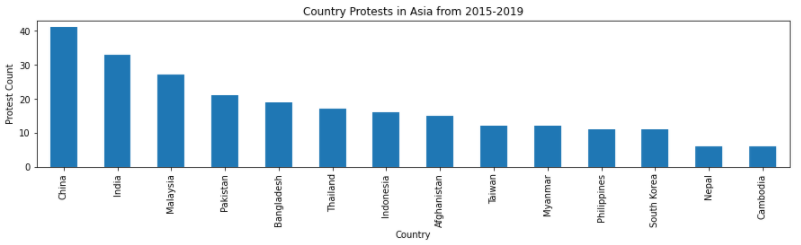 Country Protests in Asia from 2015-2019
Protest Count
40
30
20
10
0
China
India
Malaysia
Pakistan
Bangladesh
Thailand
Indonesia
Afghanistan
Taiwan
Myanmar
Philippines
South Korea
Nepal
Cambodia
Country